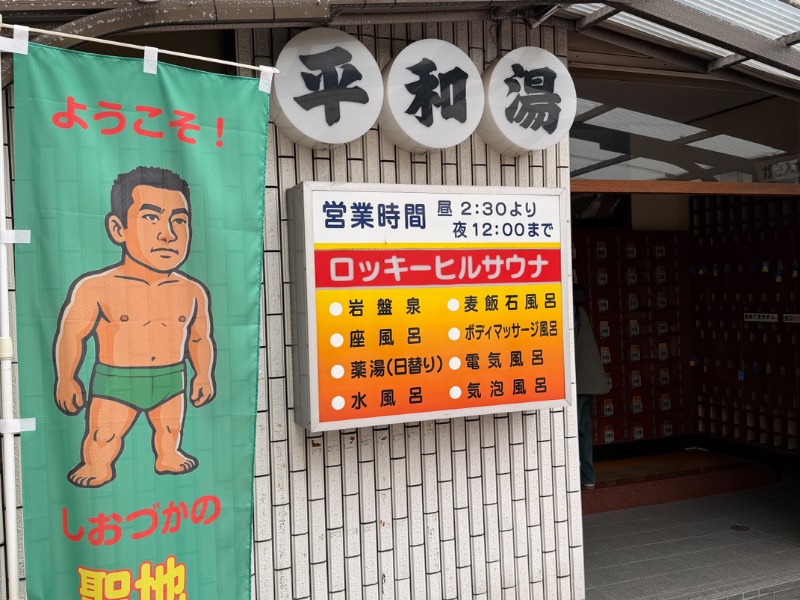 ようこそ!
しおづかの
聖地
平和湯
営業時間 昼 2:30より
夜 12:00まで
ロッキーヒルサウナ
岩盤泉
麦飯石風呂
座風呂
ボディマッサージ風呂
薬湯(日替り)
電気風呂
水風呂
気泡風呂